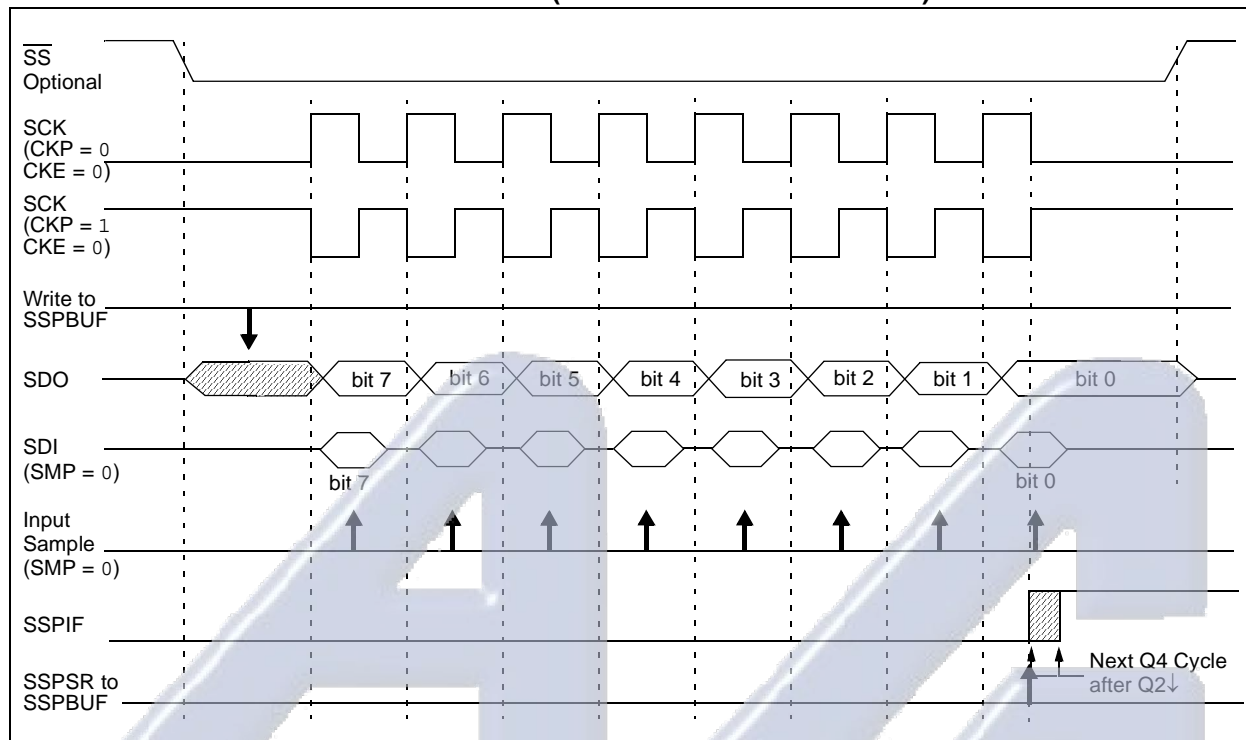 SS
Optional
SCK
(CKP = 0
CKE = 0)
SCK
(CKP = 1
CKE = 0)
Write to
SSPBUF
SDO
bit 7 bit 6 bit 5 bit 4 bit 3 bit 2 bit 1 bit 0
SDI
(SMP = 0)
bit 7 bit 0
Input
Sample
(SMP = 0)
SSPIF
Next Q4 Cycle
after Q2↓
SSPSR to
SSPBUF